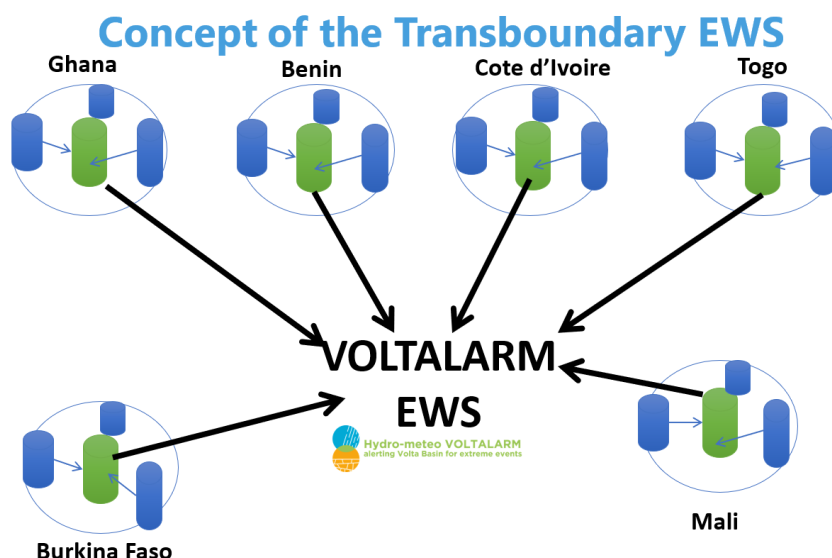 Concept of the Transboundary EWS
Ghana
Benin
Cote d'Ivoire
Togo
VOLTALARM
EWS
Hydro-meteo VOLTALARM
alerting Volta Basin for extreme events
Mali
Burkina Faso